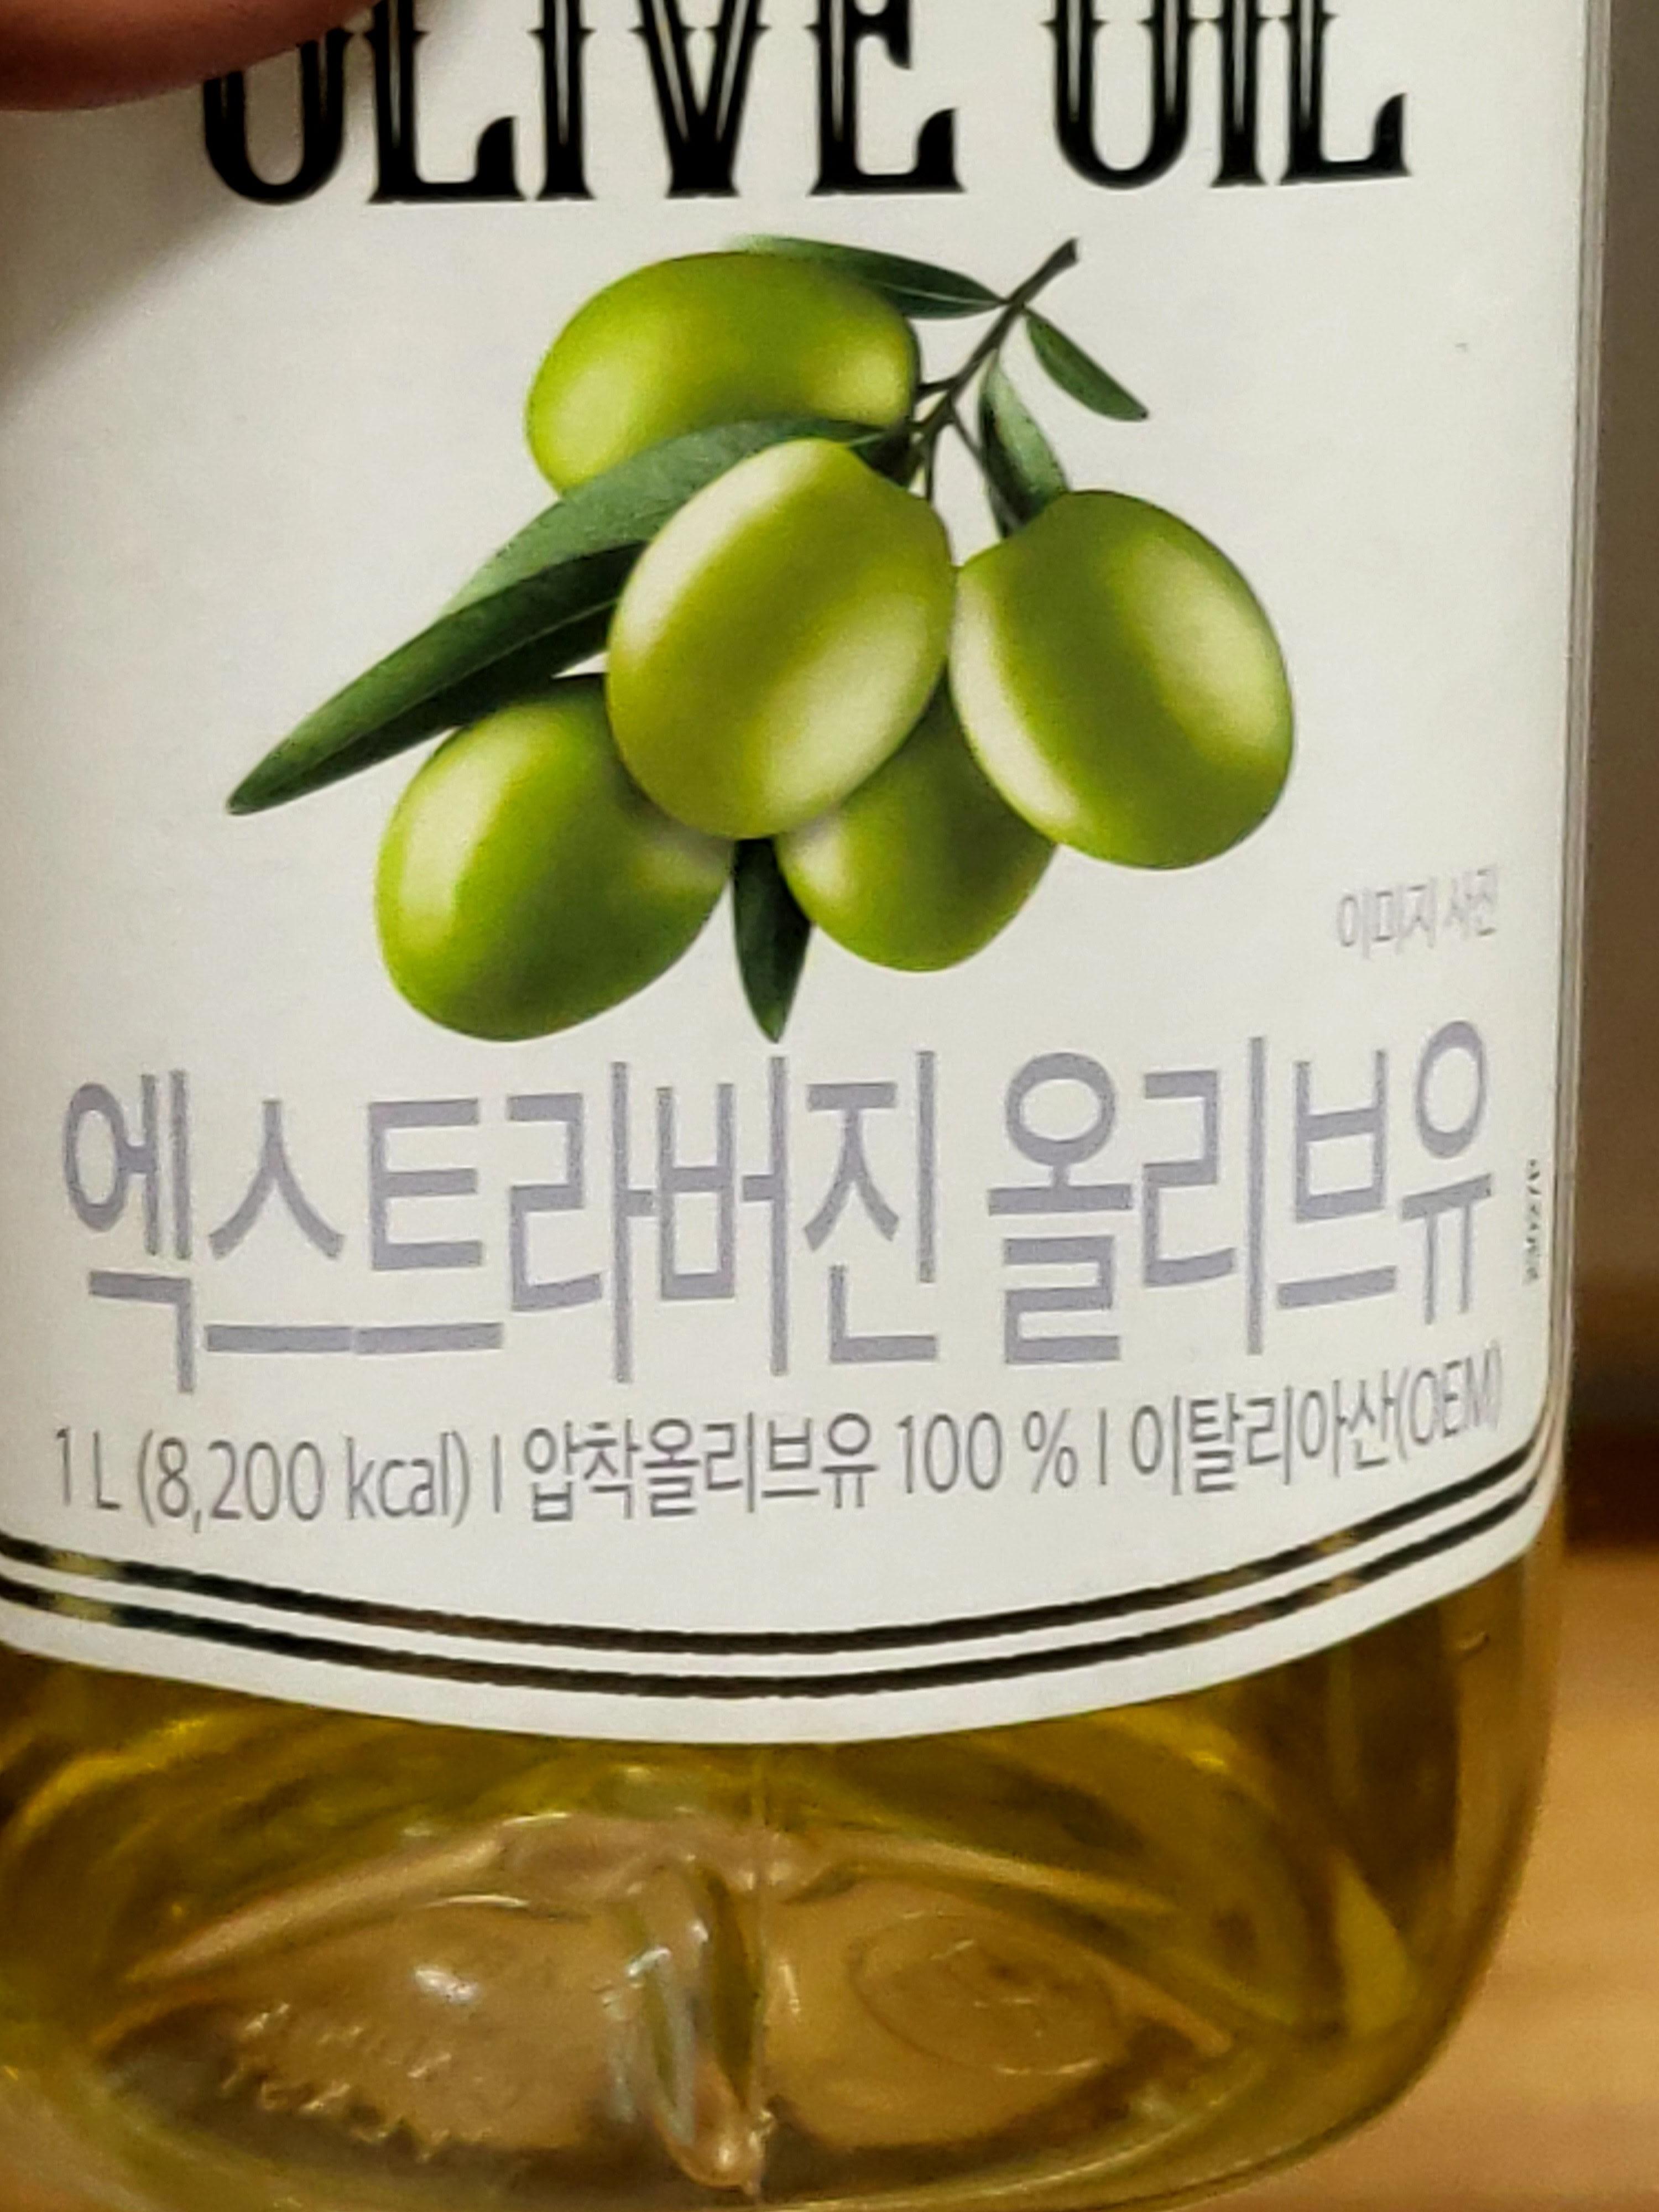 OLIVE OIL
이미지 사진
엑스트라버진 올리브유
1 L (8,200 kcal) I 압착올리브유 100 % I 이탈리아산(OEM)